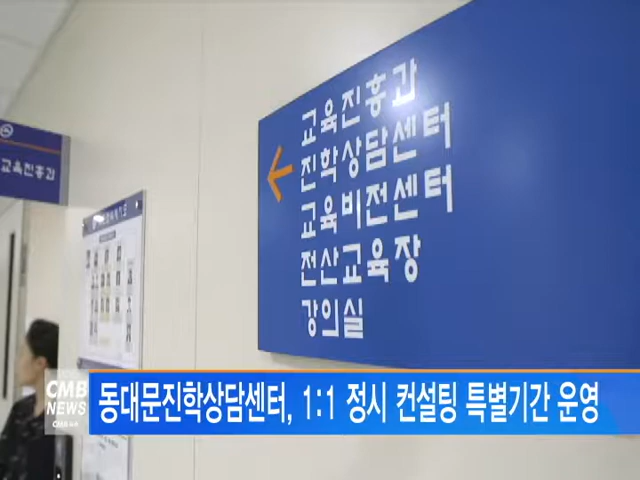 교육진흥과
진학상담센터
교육비전센터
전산교육장
강의실
교육진흥과
CMB
NEWS
동대문진학상담센터, 1:1 정시 컨설팅 특별기간 운영